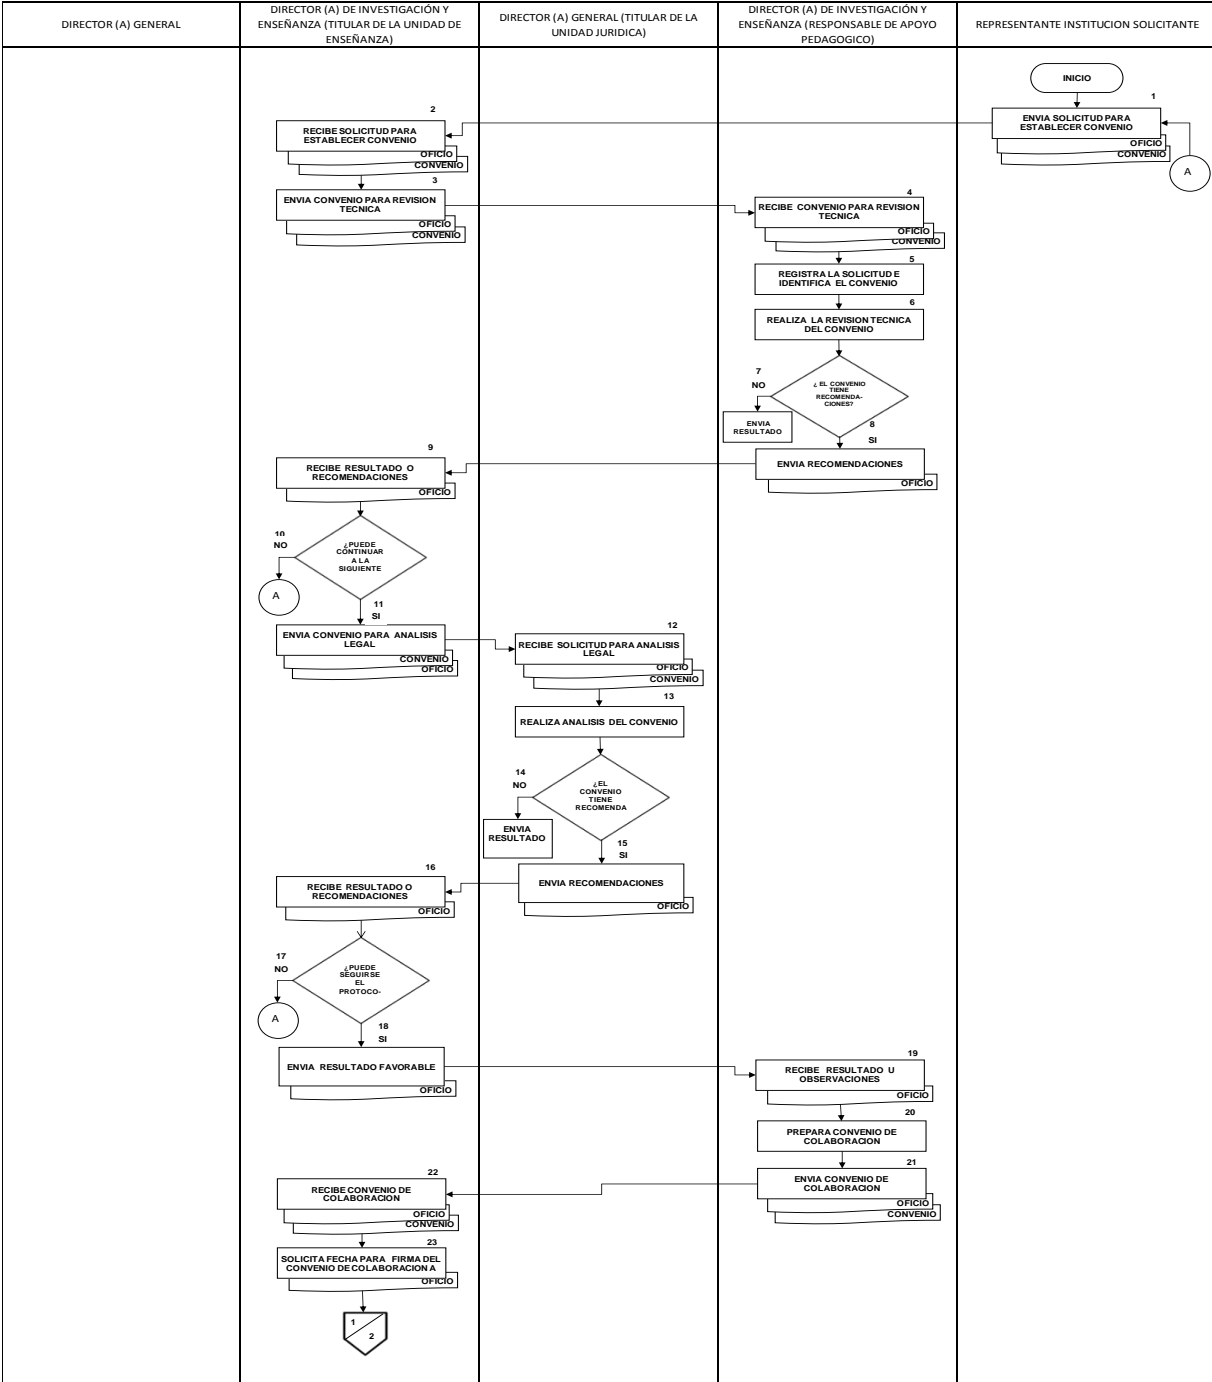 DIRECTOR (A) GENERAL
DIRECTOR (A) DE INVESTIGACIÓN Y
ENSEÑANZA (TITULAR DE LA UNIDAD DE
ENSEÑANZA)
DIRECTOR (A) GENERAL (TITULAR DE LA
UNIDAD JURIDICA)
DIRECTOR (A) DE INVESTIGACIÓN Y
ENSEÑANZA (RESPONSABLE DE APOYO
PEDAGOGICO)
REPRESENTANTE INSTITUCION SOLICITANTE
INICIO
1
ENVIA SOLICITUD PARA
ESTABLECER CONVENIO
OFICIO
CONVENIO
A
2
RECIBE SOLICITUD PARA
ESTABLECER CONVENIO
OFICIO
CONVENIO
3
ENVIA CONVENIO PARA REVISION
TECNICA
OFICIO
CONVENIO
4
RECIBE CONVENIO PARA REVISION
TECNICA
OFICIO
CONVENIO
5
REGISTRA LA SOLICITUD E
IDENTIFICA EL CONVENIO
6
REALIZA LA REVISION TECNICA
DEL CONVENIO
¿ EL CONVENIO
TIENE
RECOMENDA-
CIONES?
7
NO
ENVIA
RESULTADO
8
SI
ENVIA RECOMENDACIONES
OFICIO
9
RECIBE RESULTADO O
RECOMENDACIONES
OFICIO
¿PUEDE
CONTINUAR
A LA
SIGUIENTE
10
NO
A
11
SI
ENVIA CONVENIO PARA ANALISIS
LEGAL
CONVENIO
OFICIO
12
RECIBE SOLICITUD PARA ANALISIS
LEGAL
OFICIO
CONVENIO
13
REALIZA ANALISIS DEL CONVENIO
¿EL
CONVENIO
TIENE
RECOMENDA
14
NO
ENVIA
RESULTADO
15
SI
ENVIA RECOMENDACIONES
OFICIO
16
RECIBE RESULTADO O
RECOMENDACIONES
OFICIO
¿PUEDE
SEGUIRSE
EL
PROTOCO-
17
NO
A
18
SI
ENVIA RESULTADO FAVORABLE
OFICIO
19
RECIBE RESULTADO U
OBSERVACIONES
OFICIO
20
PREPARA CONVENIO DE
COLABORACION
21
ENVIA CONVENIO DE
COLABORACION
OFICIO
CONVENIO
22
RECIBE CONVENIO DE
COLABORACION
OFICIO
CONVENIO
23
SOLICITA FECHA PARA FIRMA DEL
CONVENIO DE COLABORACION A
OFICIO
1
2